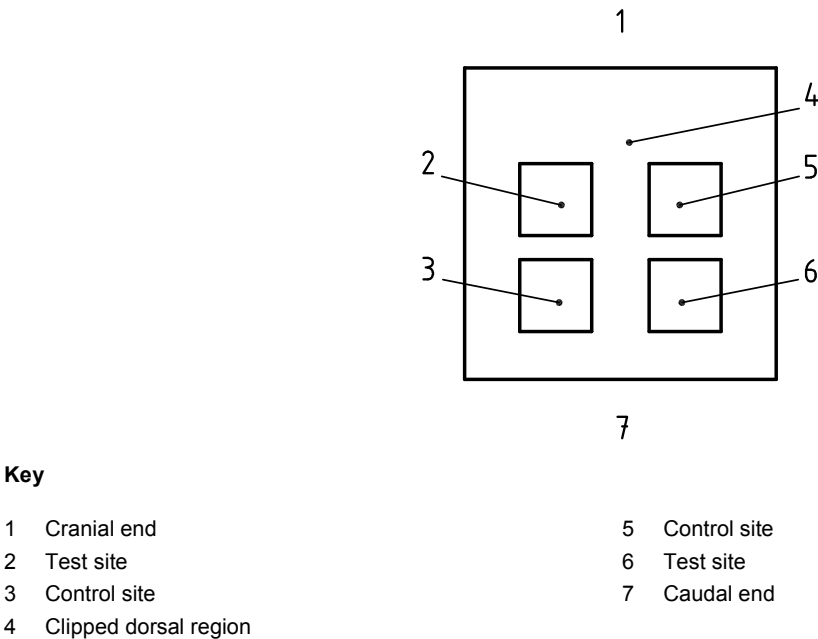 1
4
2
5
3
6
7
Key
1 Cranial end
2 Test site
3 Control site
4 Clipped dorsal region
5 Control site
6 Test site
7 Caudal end